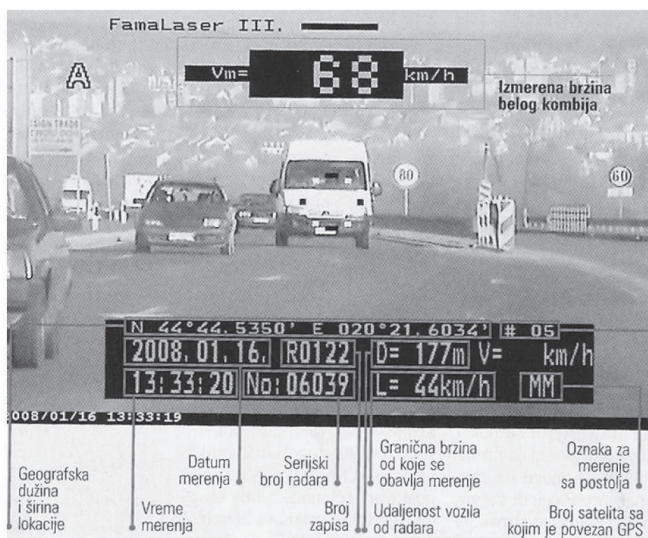 FamaLaser III.
A
Vm= 68 km/h
Izmerena brzina
belog kombija
SIGN TRADE
80
60
N 44°44.5350' E 020°21.6034' # 05
2008.01.16. R0122 D= 177m V= km/h
13:33:20 No:06039 L= 44km/h MM
2008/01/16 13:33:19
Geografska
dužina
i širina
lokacije
Vreme
merenja
Datum
merenja
Serijski
broj radara
Broj
zapisa
Granična brzina
od koje se
obavlja merenje
Udaljenost vozila
od radara
Oznaka za
merenje
sa postolja
Broj satelita sa
kojim je povezan GPS